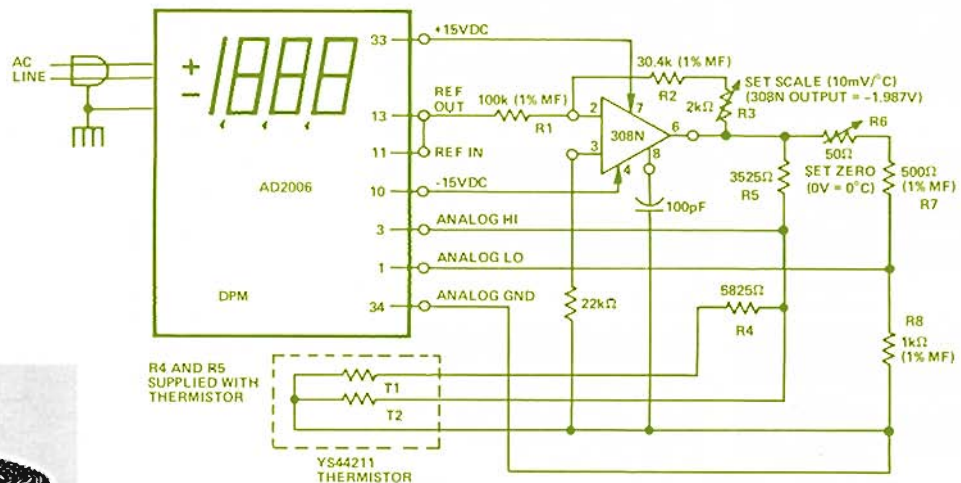 AC
LINE
+
−
1888
AD2006
DPM
33
+15VDC
13
REF
OUT
11
REF IN
10
-15VDC
3
ANALOG HI
1
ANALOG LO
34
ANALOG GND
100k (1% MF)
R1
30.4k (1% MF)
R2
2kΩ
R3
SET SCALE (10mV/°C)
(308N OUTPUT = −1.987V)
2
3
308N
7
6
8
4
100pF
22kΩ
R6
50Ω
SET ZERO
(0V = 0°C)
3525Ω
R5
500Ω
(1% MF)
R7
5825Ω
R4
R8
1kΩ
(1% MF)
R4 AND R5
SUPPLIED WITH
THERMISTOR
T1
T2
YS44211
THERMISTOR